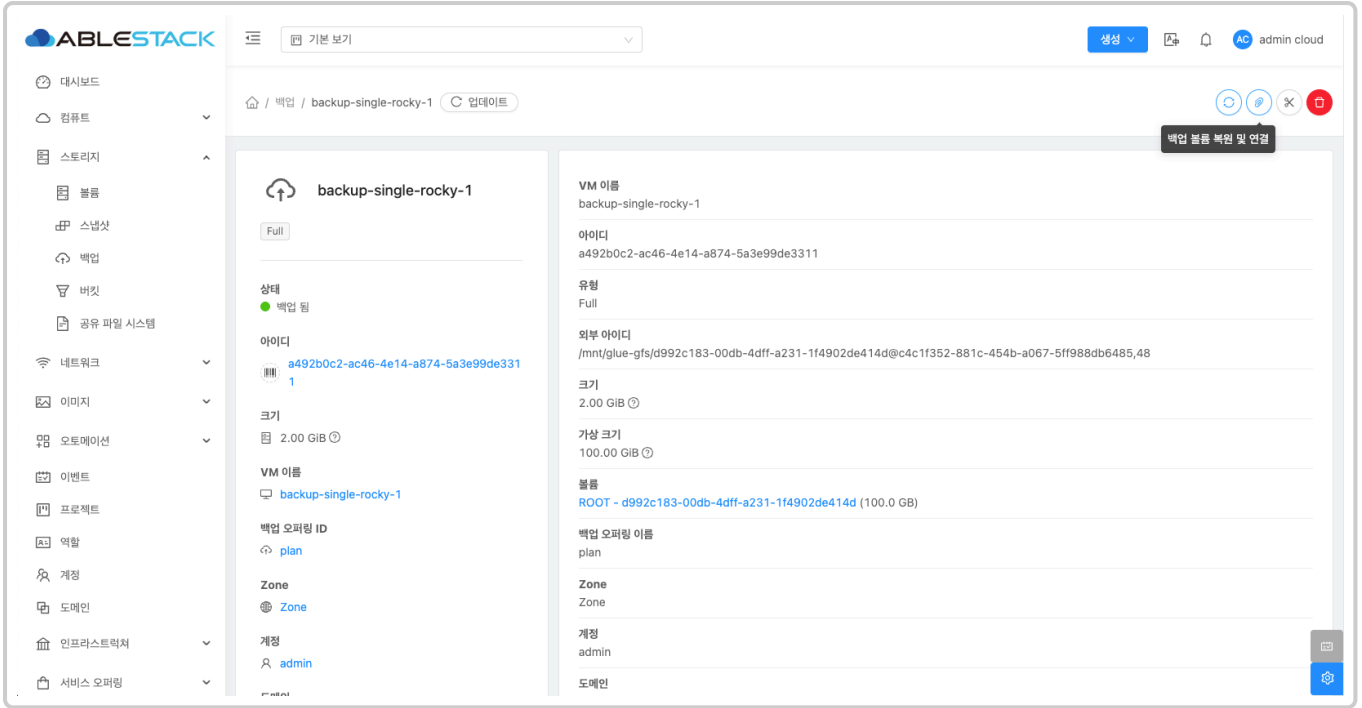 ABLESTACK
기본 보기
생성
AC
admin cloud
대시보드
컴퓨트
스토리지
볼륨
스냅샷
백업
버킷
공유 파일 시스템
네트워크
이미지
오토메이션
이벤트
프로젝트
역할
계정
도메인
인프라스트럭쳐
서비스 오퍼링
/ 백업 / backup-single-rocky-1
업데이트
백업 볼륨 복원 및 연결
backup-single-rocky-1
Full
상태
백업 됨
아이디
a492b0c2-ac46-4e14-a874-5a3e99de331
1
크기
2.00 GiB
VM 이름
backup-single-rocky-1
백업 오퍼링 ID
plan
Zone
Zone
계정
admin
도메인
VM 이름
backup-single-rocky-1
아이디
a492b0c2-ac46-4e14-a874-5a3e99de3311
유형
Full
외부 아이디
/mnt/glue-gfs/d992c183-00db-4dff-a231-1f4902de414d@c4c1f352-881c-454b-a067-5ff988db6485,48
크기
2.00 GiB
가상 크기
100.00 GiB
볼륨
ROOT - d992c183-00db-4dff-a231-1f4902de414d (100.0 GB)
백업 오퍼링 이름
plan
Zone
Zone
계정
admin
도메인